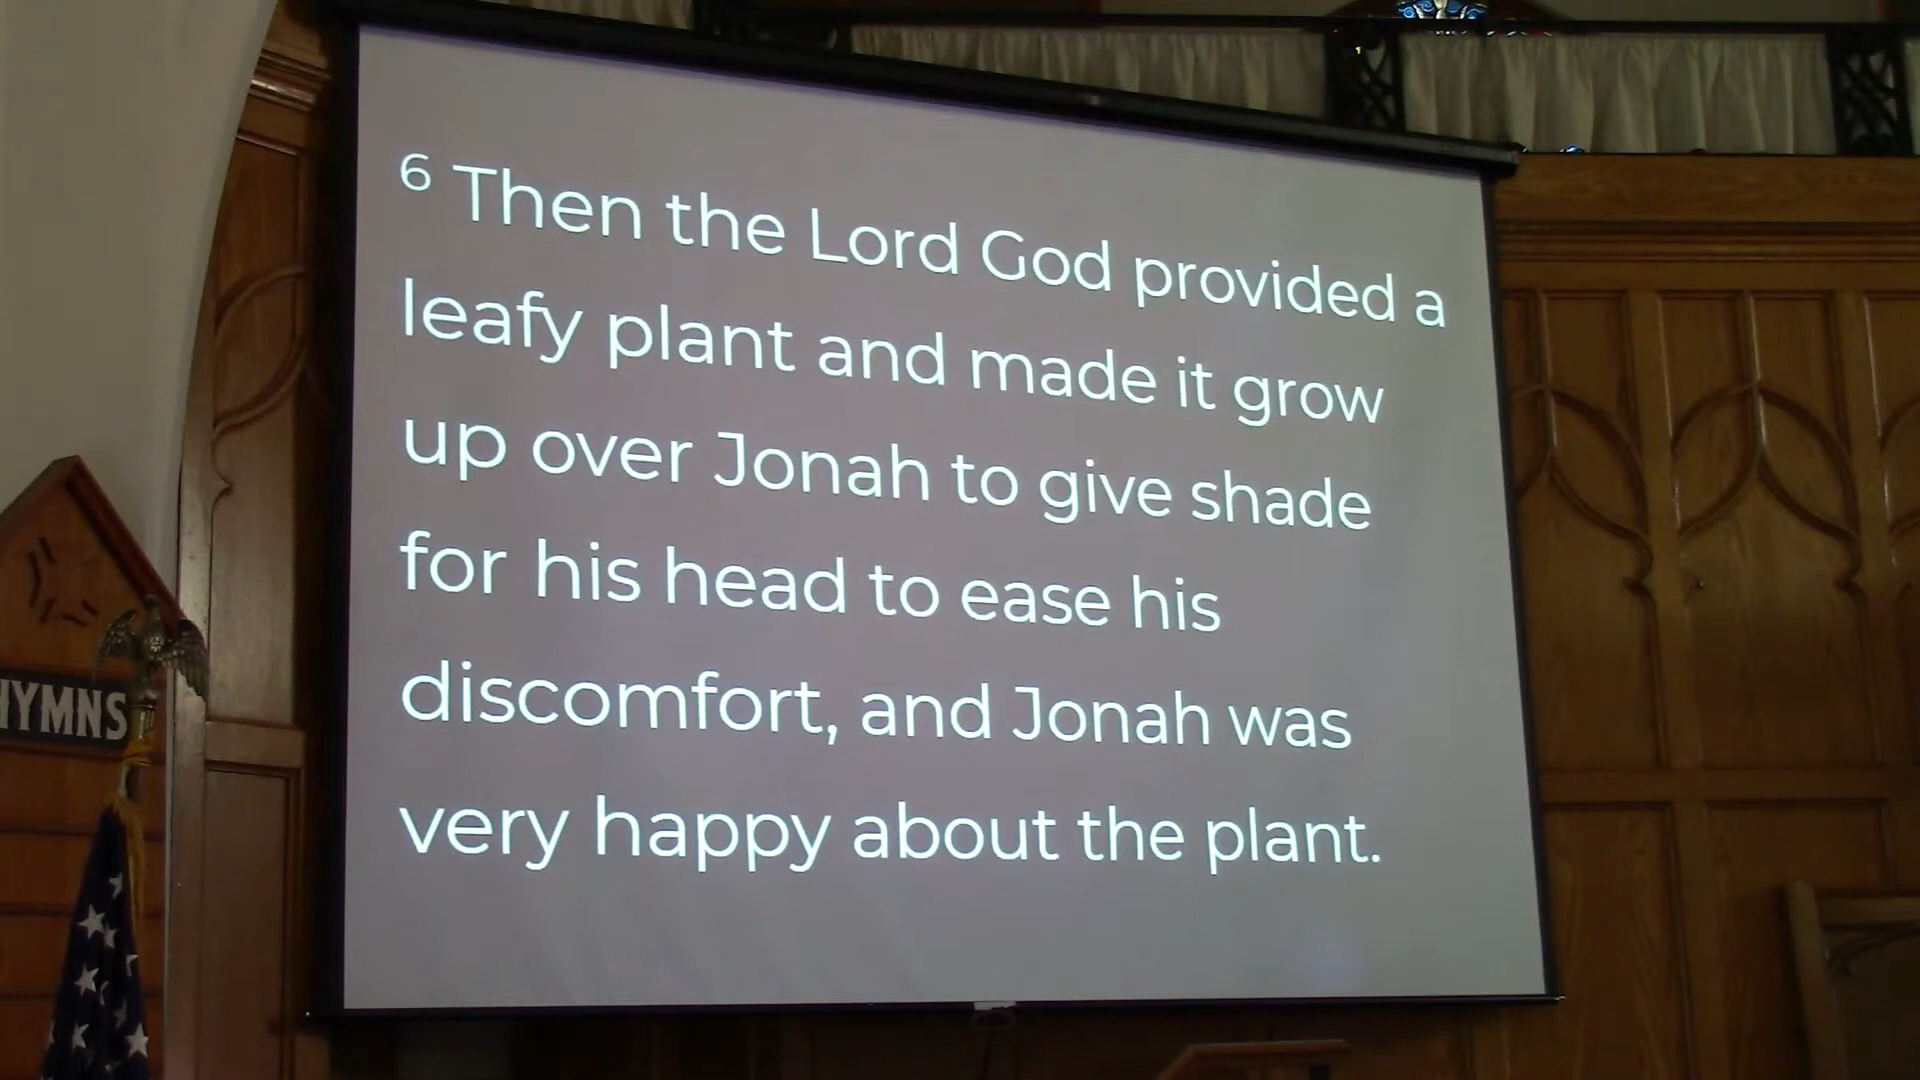 6 Then the Lord God provided a
leafy plant and made it grow
up over Jonah to give shade
for his head to ease his
discomfort, and Jonah was
very happy about the plant.
HYMNS